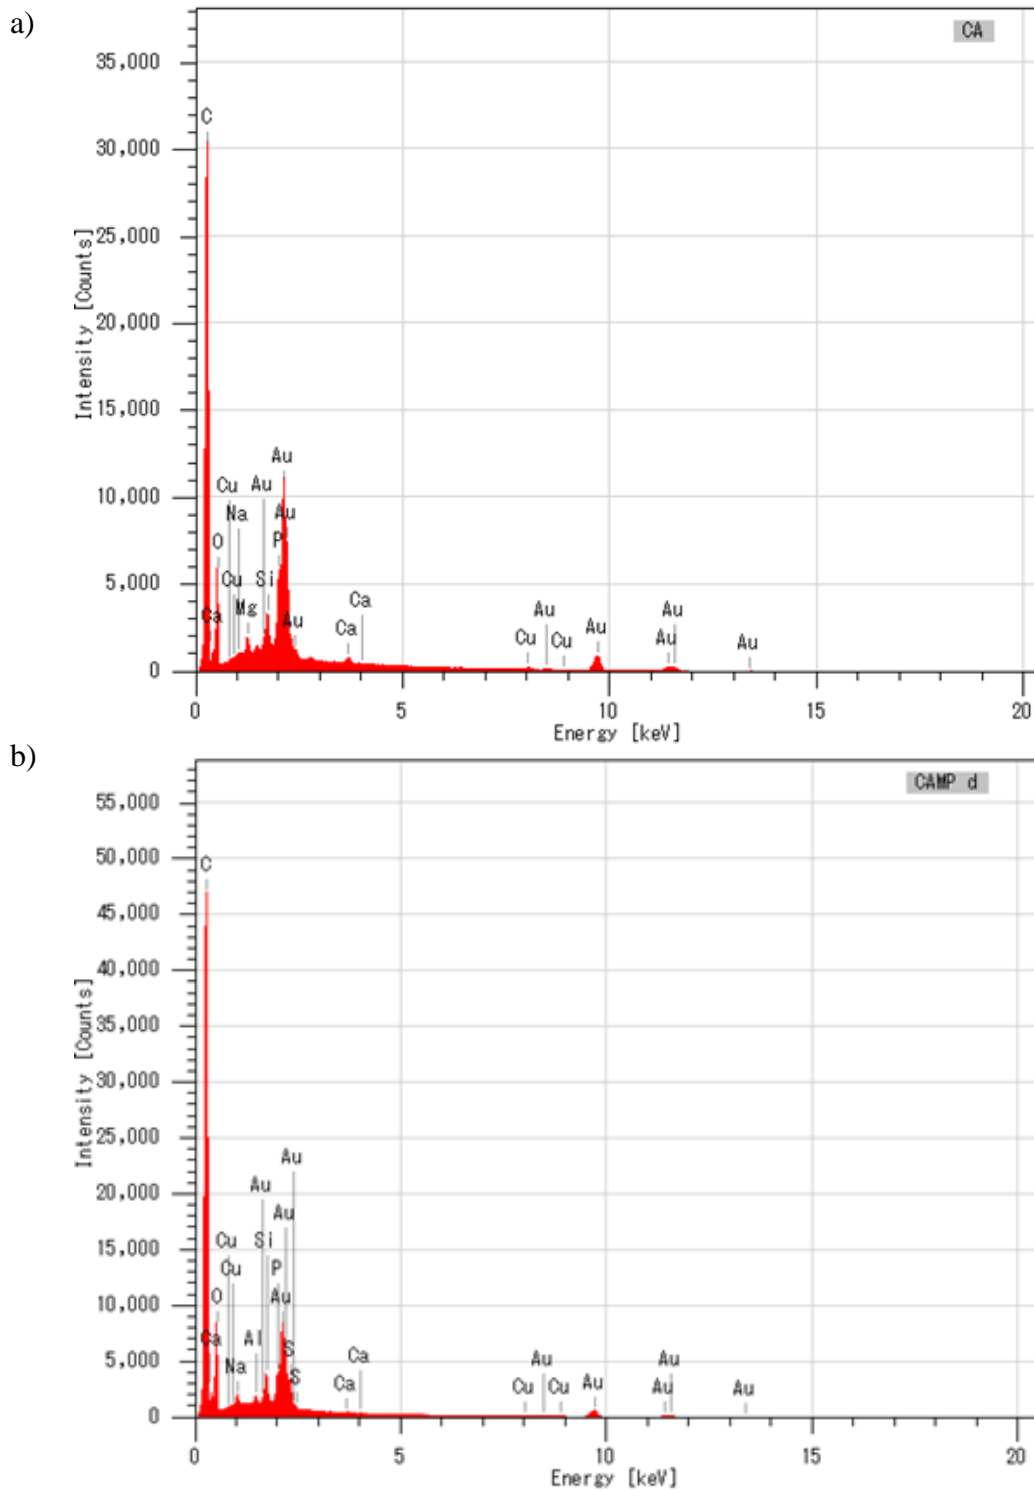 a)
CA
35,000
30,000
25,000
20,000
15,000
10,000
5,000
0
Intensity [Counts]
C
Au
Cu
Au
Na
Au
O
P
Cu
Si
Mg
Ca
Au
Ca
Ca
Cu
Au
Cu
Au
Au
Au
Au
0
5
10
15
20
Energy [keV]
b)
CAMP d
55,000
50,000
45,000
40,000
35,000
30,000
25,000
20,000
15,000
10,000
5,000
0
Intensity [Counts]
C
Au
Au
Au
Cu
Si
Cu
P
O
Au
Ca
Al
S
Na
S
Ca
Ca
Cu
Au
Cu
Au
Au
Au
Au
0
5
10
15
20
Energy [keV]